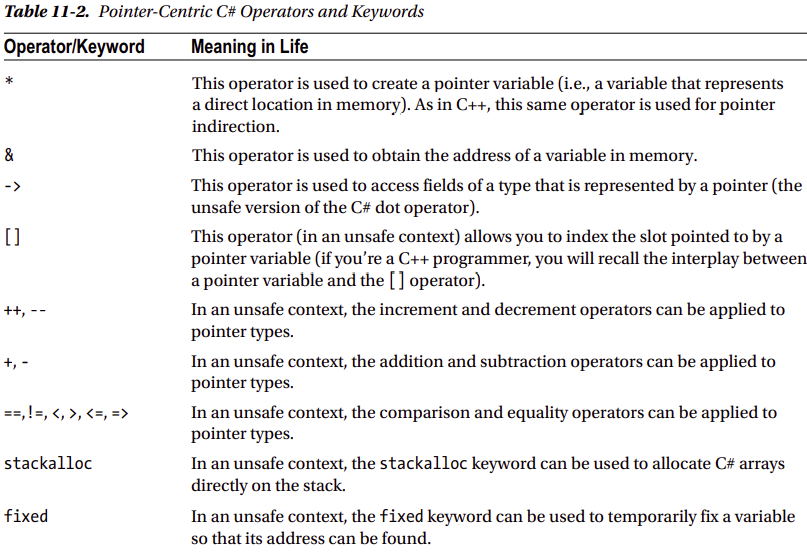 Table 11-2. Pointer-Centric C# Operators and Keywords
Operator/Keyword Meaning in Life
* This operator is used to create a pointer variable (i.e., a variable that represents
a direct location in memory). As in C++, this same operator is used for pointer
indirection.
& This operator is used to obtain the address of a variable in memory.
-> This operator is used to access fields of a type that is represented by a pointer (the
unsafe version of the C# dot operator).
[] This operator (in an unsafe context) allows you to index the slot pointed to by a
pointer variable (if you're a C++ programmer, you will recall the interplay between
a pointer variable and the [] operator).
++, -- In an unsafe context, the increment and decrement operators can be applied to
pointer types.
+, - In an unsafe context, the addition and subtraction operators can be applied to
pointer types.
==, !=, <, >, <=, => In an unsafe context, the comparison and equality operators can be applied to
pointer types.
stackalloc In an unsafe context, the stackalloc keyword can be used to allocate C# arrays
directly on the stack.
fixed In an unsafe context, the fixed keyword can be used to temporarily fix a variable
so that its address can be found.